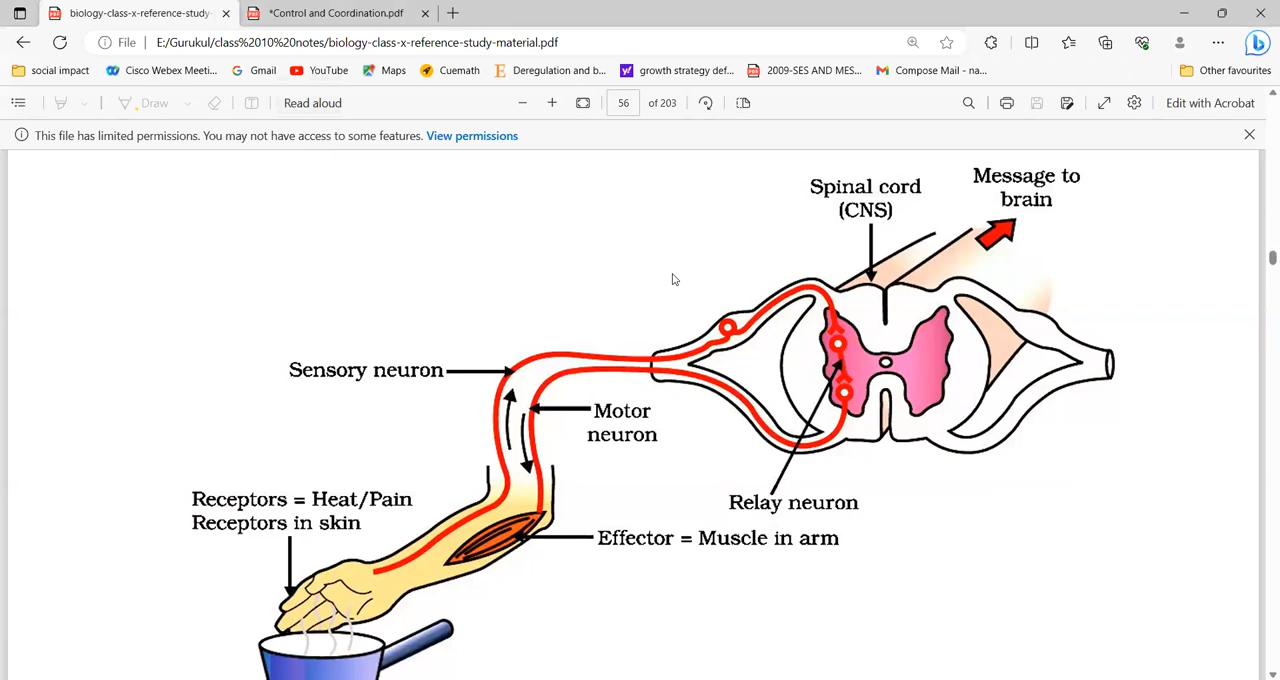 biology-class-x-reference-study-
*Control and Coordination.pdf
File
E:/Gurukul/class%2010%20notes/biology-class-x-reference-study-material.pdf
social impact
Cisco Webex Meeti...
Gmail
YouTube
Maps
Cuemath
Deregulation and b...
growth strategy def...
2009-SES AND MES...
Compose Mail - na...
Other favourites
Draw
Read aloud
56 of 203
Edit with Acrobat
This file has limited permissions. You may not have access to some features. View permissions
Spinal cord
(CNS)
Message to
brain
Sensory neuron
Motor
neuron
Receptors = Heat/Pain
Receptors in skin
Relay neuron
Effector = Muscle in arm